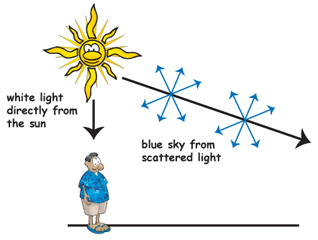 white light
directly from
the sun
blue sky from
scattered light